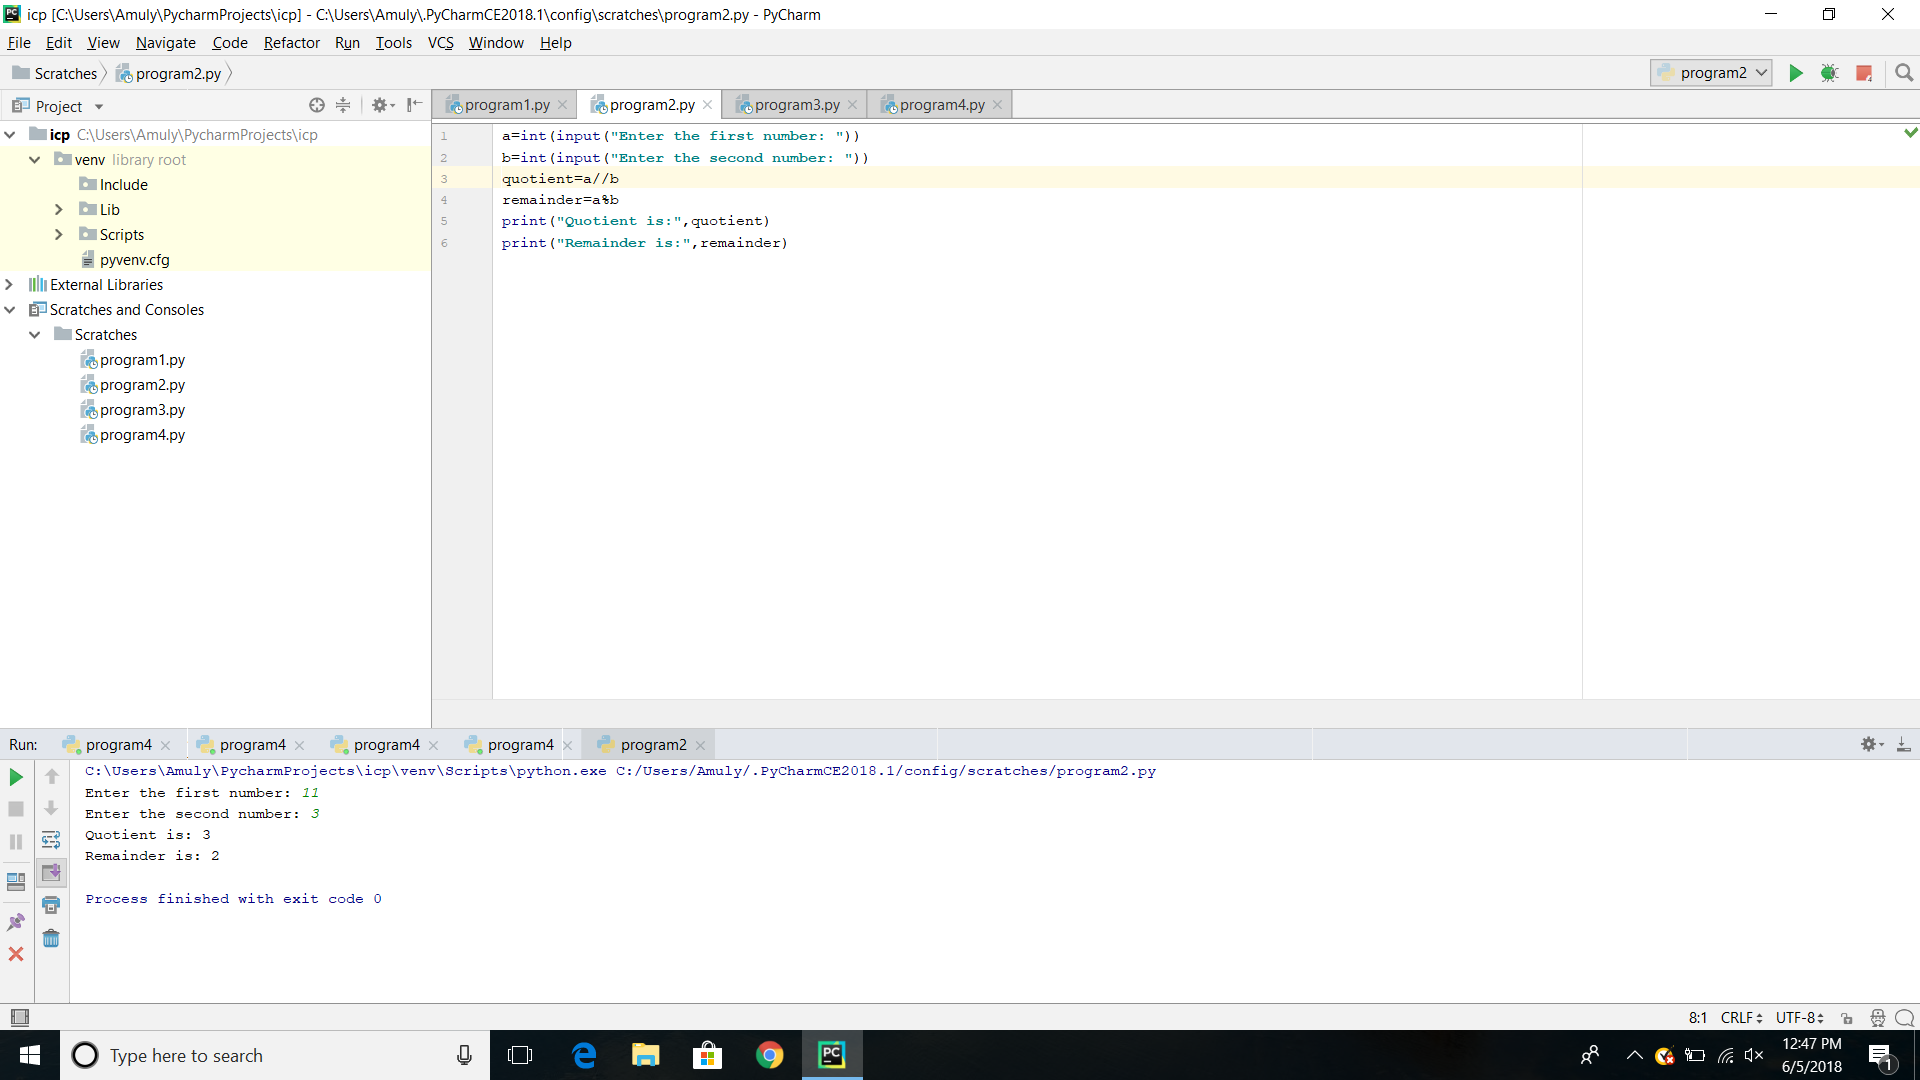 icp [C:\Users\Amuly\PycharmProjects\icp] - C:\Users\Amuly\.PyCharmCE2018.1\config\scratches\program2.py - PyCharm
File Edit View Navigate Code Refactor Run Tools VCS Window Help
Scratches program2.py program2
Project
icp C:\Users\Amuly\PycharmProjects\icp
venv library root
Include
Lib
Scripts
pyvenv.cfg
External Libraries
Scratches and Consoles
Scratches
program1.py
program2.py
program3.py
program4.py
program1.py program2.py program3.py program4.py
1 a=int(input("Enter the first number: "))
2 b=int(input("Enter the second number: "))
3 quotient=a//b
4 remainder=a%b
5 print("Quotient is:",quotient)
6 print("Remainder is:",remainder)
Run: program4 program4 program4 program4 program2
C:\Users\Amuly\PycharmProjects\icp\venv\Scripts\python.exe C:/Users/Amuly/.PyCharmCE2018.1/config/scratches/program2.py
Enter the first number: 11
Enter the second number: 3
Quotient is: 3
Remainder is: 2
Process finished with exit code 0
8:1 CRLF UTF-8
Type here to search
PC
12:47 PM
6/5/2018
1